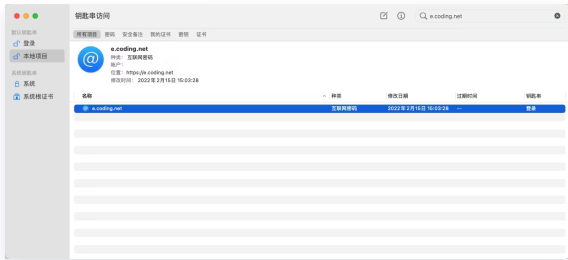 钥匙串访问
e.coding.net
默认钥匙串
登录
本地项目
系统钥匙串
系统
系统根证书
所有项目 密码 安全备注 我的证书 密钥 证书
e.coding.net
种类: 互联网密码
帐户:
位置: https://e.coding.net
修改时间: 2022年2月15日 15:03:28
名称 种类 修改日期 过期时间 钥匙串
e.coding.net 互联网密码 2022年2月15日 15:03:28 -- 登录